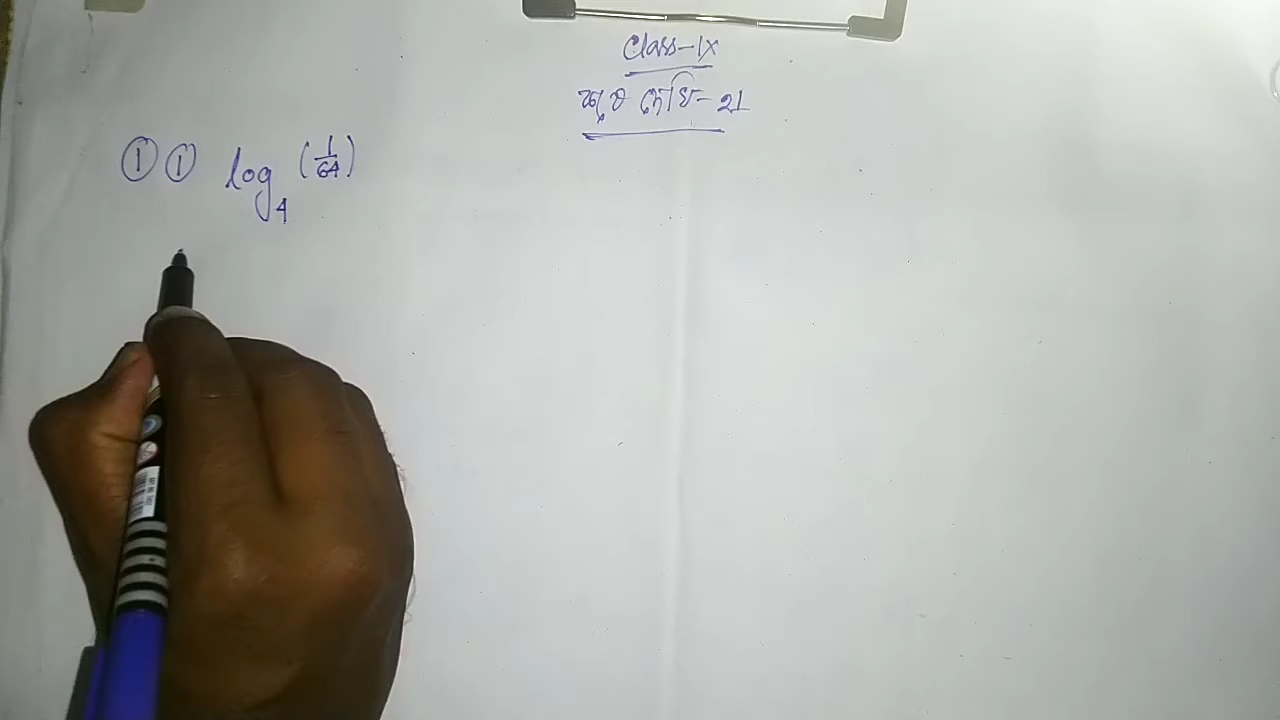 Class-IX
কষে দেখি-21
① ① log₄ (1/64)